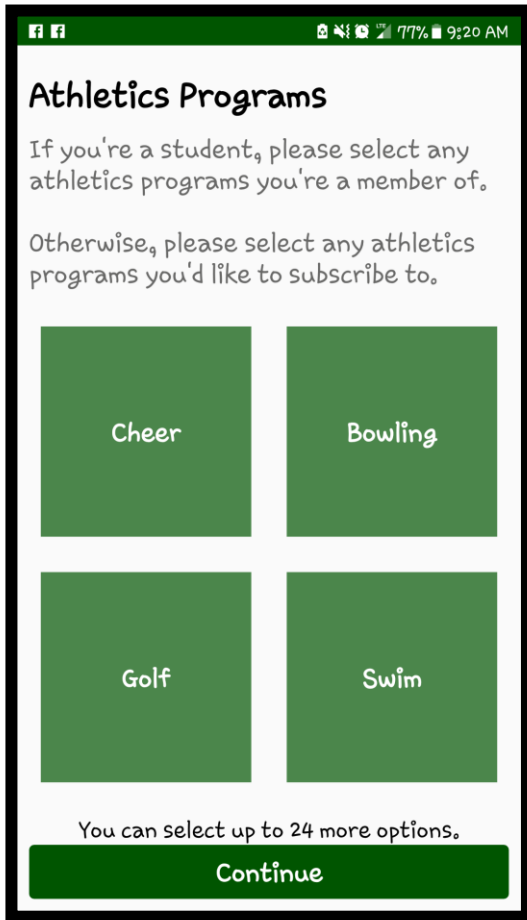 77% 9:20 AM
Athletics Programs
If you're a student, please select any
athletics programs you're a member of.
Otherwise, please select any athletics
programs you'd like to subscribe to.
Cheer
Bowling
Golf
Swim
You can select up to 24 more options.
Continue